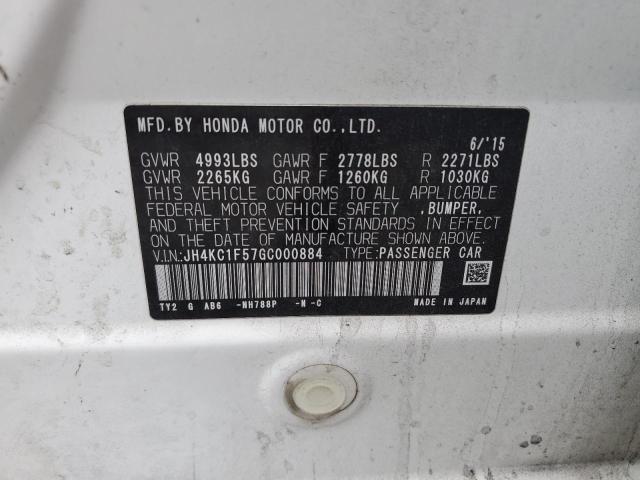 MFD.BY HONDA MOTOR CO.,LTD.
6/'15
GVWR 4993LBS GAWR F 2778LBS R 2271LBS
GVWR 2265KG GAWR F 1260KG R 1030KG
THIS VEHICLE CONFORMS TO ALL APPLICABLE
FEDERAL MOTOR VEHICLE SAFETY ,BUMPER,
AND THEFT PREVENTION STANDARDS IN EFFECT
ON THE DATE OF MANUFACTURE SHOWN ABOVE.
V.I.N:JH4KC1F57GC000884 TYPE:PASSENGER CAR
TY2 G AB6 -NH788P -N -C MADE IN JAPAN